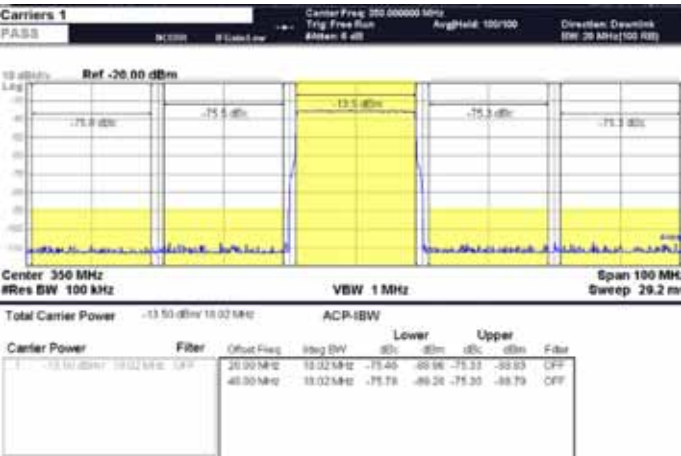 Carriers 1
PASS
Center Freq: 350.000000 MHz
Trig: Free Run Avg|Hold: 100/100 Direction: Downlink
IFGain:Low #Atten: 6 dB BW: 20 MHz(100 RB)
10 dB/div Ref -20.00 dBm
Log
-13.5 dBm
-75.5 dBc -75.3 dBc
-75.8 dBc -75.3 dBc
Center 350 MHz Span 100 MHz
#Res BW 100 kHz VBW 1 MHz Sweep 29.2 ms
Total Carrier Power -13.50 dBm/ 18.02 MHz ACP-IBW
Lower Upper
Carrier Power Filter Offset Freq Integ BW dBc dBm dBc dBm Filter
1 -13.50 dBm/ 18.02 MHz OFF 20.00 MHz 18.02 MHz -75.46 -88.96 -75.33 -88.83 OFF
40.00 MHz 18.02 MHz -75.78 -89.28 -75.30 -88.79 OFF